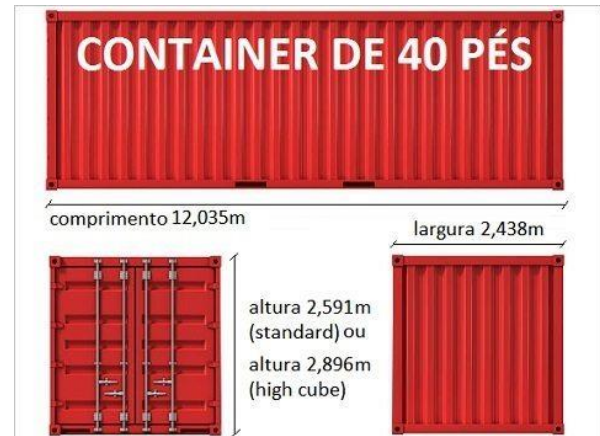 CONTAINER DE 40 PÉS
comprimento 12,035m
largura 2,438m
altura 2,591m
(standard) ou
altura 2,896m
(high cube)